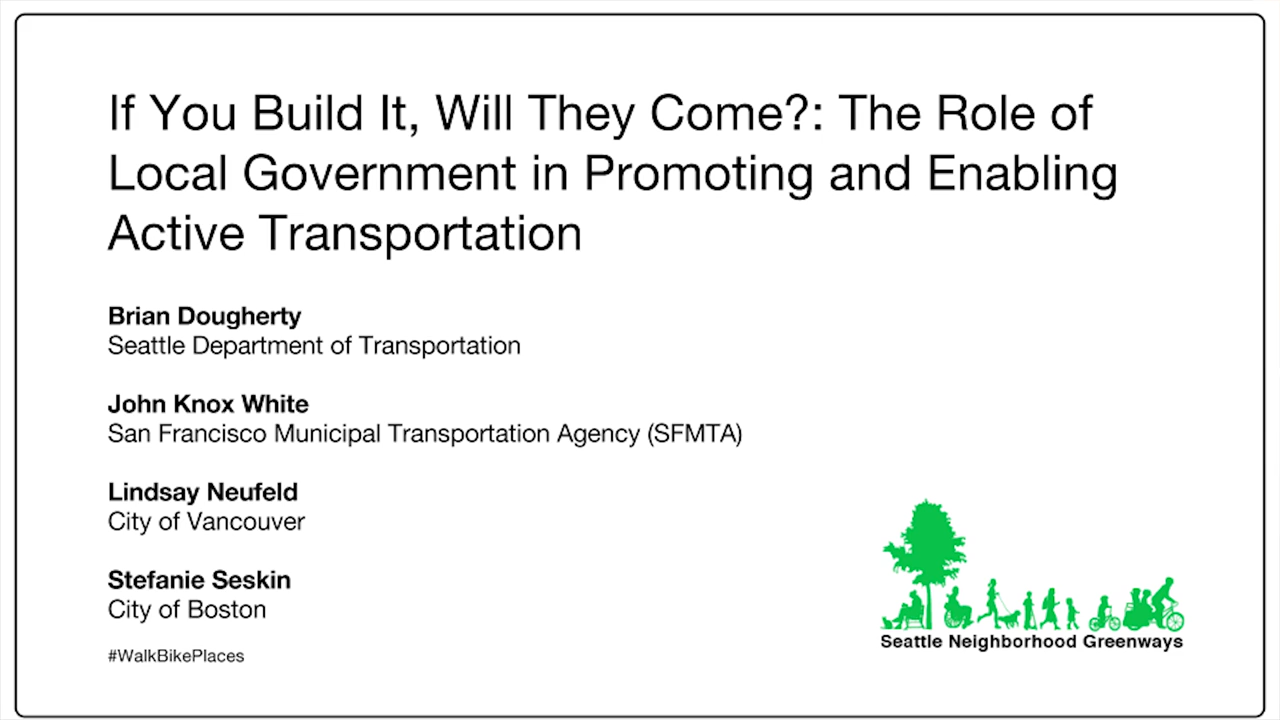 If You Build It, Will They Come?: The Role of
Local Government in Promoting and Enabling
Active Transportation
Brian Dougherty
Seattle Department of Transportation
John Knox White
San Francisco Municipal Transportation Agency (SFMTA)
Lindsay Neufeld
City of Vancouver
Stefanie Seskin
City of Boston
#WalkBikePlaces
Seattle Neighborhood Greenways